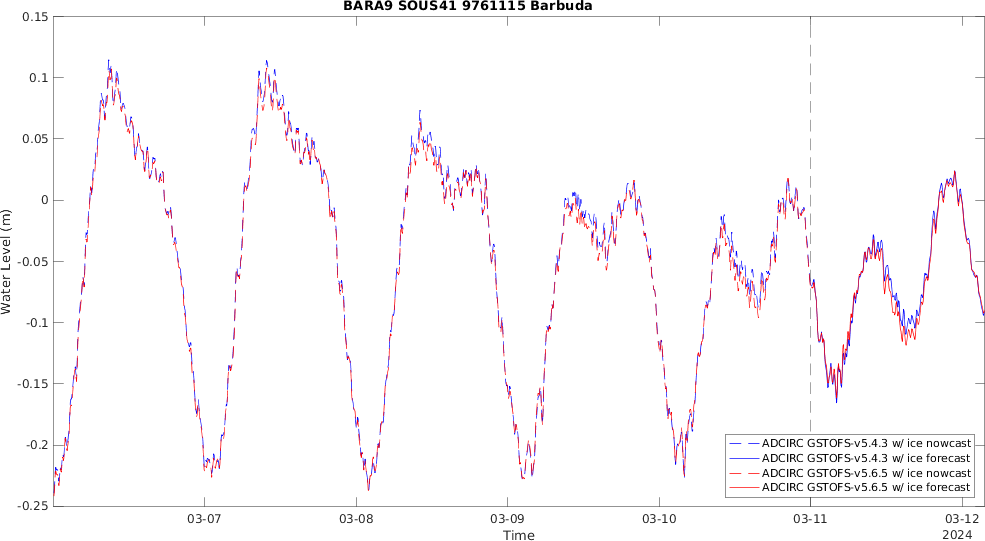 BARA9 SOUS41 9761115 Barbuda
0.15
0.1
0.05
0
-0.05
-0.1
-0.15
-0.2
-0.25
Water Level (m)
ADCIRC GSTOFS-v5.4.3 w/ ice nowcast
ADCIRC GSTOFS-v5.4.3 w/ ice forecast
ADCIRC GSTOFS-v5.6.5 w/ ice nowcast
ADCIRC GSTOFS-v5.6.5 w/ ice forecast
03-07 03-08 03-09 03-10 03-11 03-12
Time
2024